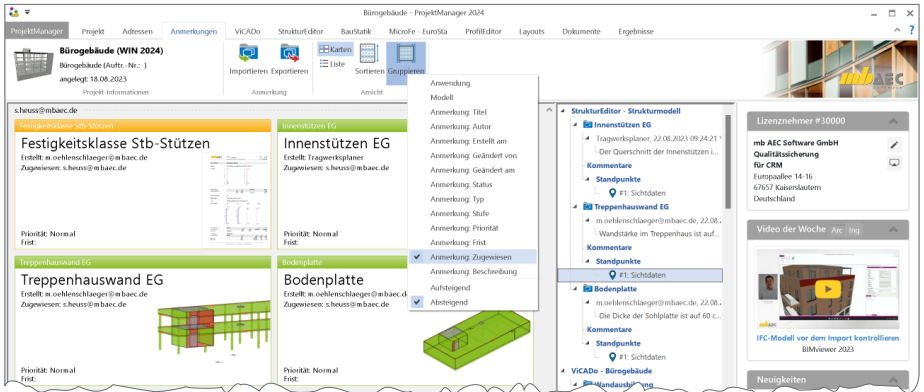 Bürogebäude - ProjektManager 2024
ProjektManager Projekt Adressen Anmerkungen ViCADo StrukturEditor BauStatik MicroFe - EuroSta ProfilEditor Layouts Dokumente Ergebnisse
Bürogebäude (WIN 2024)
Bürogebäude (Auftr.-Nr.: )
angelegt: 18.08.2023
Projekt-Informationen
Importieren Exportieren
Anmerkung
Karten
Liste
Sortieren Gruppieren
Ansicht
mb AEC
s.heuss@mbaec.de
Festigkeitsklasse Stb-Stützen
Festigkeitsklasse Stb-Stützen
Erstellt: m.oehlenschlaeger@mbaec.de
Zugewiesen: s.heuss@mbaec.de
Priorität: Normal
Frist:
Innenstützen EG
Innenstützen EG
Erstellt: Tragwerksplaner
Zugewiesen: s.heuss@mbaec.de
Priorität: Normal
Frist:
Treppenhauswand EG
Treppenhauswand EG
Erstellt: m.oehlenschlaeger@mbaec.de
Zugewiesen: s.heuss@mbaec.de
Priorität: Normal
Frist:
Bodenplatte
Bodenplatte
Erstellt: m.oehlenschlaeger@mbaec.d
Zugewiesen: s.heuss@mbaec.de
Priorität: Normal
Frist:
Anwendung
Modell
Anmerkung: Titel
Anmerkung: Autor
Anmerkung: Erstellt am
Anmerkung: Geändert von
Anmerkung: Geändert am
Anmerkung: Status
Anmerkung: Typ
Anmerkung: Stufe
Anmerkung: Priorität
Anmerkung: Frist
Anmerkung: Zugewiesen
Anmerkung: Beschreibung
Aufsteigend
Absteigend
StrukturEditor - Strukturmodell
Innenstützen EG
Tragwerksplaner, 22.08.2023 09:24:21
Der Querschnitt der Innenstützen i...
Kommentare
Standpunkte
#1: Sichtdaten
Treppenhauswand EG
m.oehlenschlaeger@mbaec.de, 22.08.
Wandstärke im Treppenhaus ist auf...
Kommentare
Standpunkte
#1: Sichtdaten
Bodenplatte
m.oehlenschlaeger@mbaec.de, 22.08.
Die Dicke der Sohlplatte ist auf 60 c...
Kommentare
Standpunkte
#1: Sichtdaten
ViCADo - Bürogebäude
Wandausbildung
Lizenznehmer #30000
mb AEC Software GmbH
Qualitätssicherung
für CRM
Europaallee 14-16
67657 Kaiserslautern
Deutschland
Video der Woche Arc Ing
mbAEC
IFC-Modell vor dem Import kontrollieren
BIMviewer 2023
Neuigkeiten